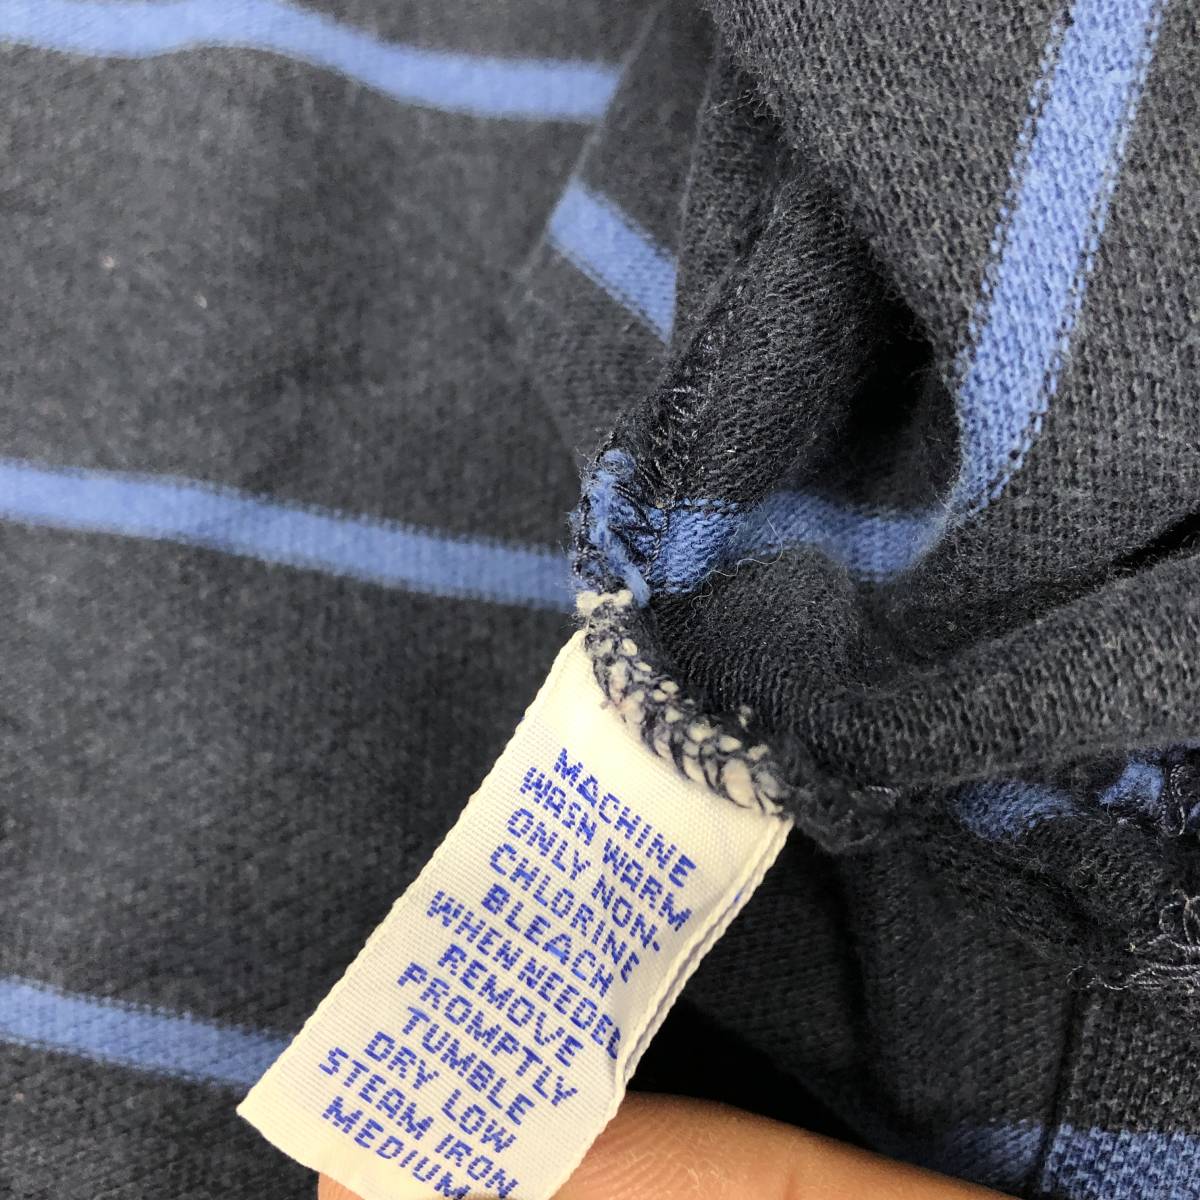 MACHINE
WASH WARM
ONLY NON-
CHLORINE
BLEACH
WHEN NEEDED
REMOVE
PROMPTLY
TUMBLE
DRY LOW
STEAM IRON
MEDIUM